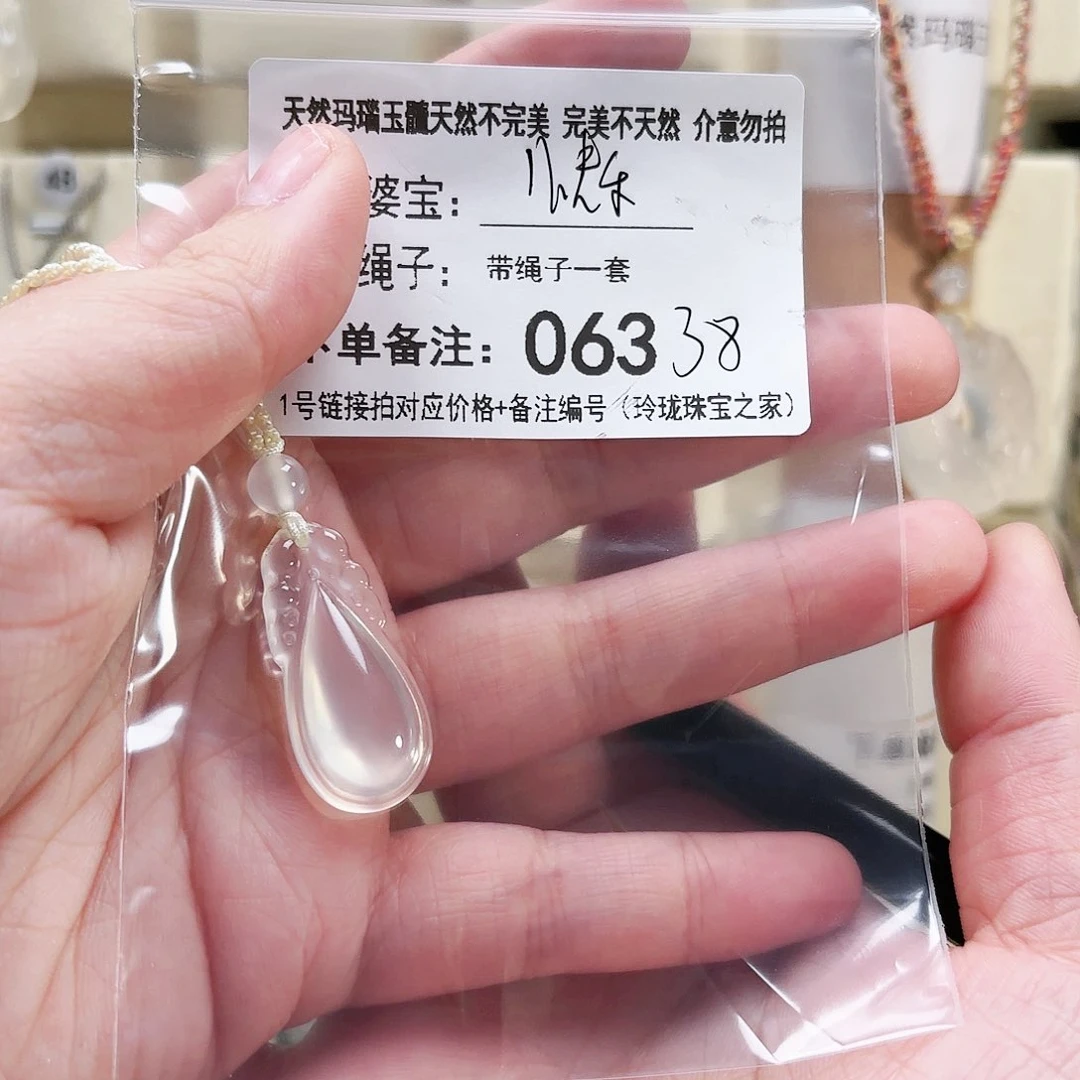 天然玛瑙玉髓天然不完美 完美不天然 介意勿拍
婆宝：
绳子： 带绳子一套
单备注：06338
1号链接拍对应价格+备注编号（玲珑珠宝之家）